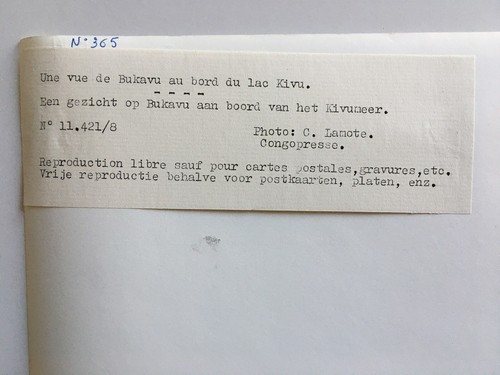 N° 365
Une vue de Bukavu au bord du lac Kivu.
- - - -
Een gezicht op Bukavu aan boord van het Kivumeer.
N° 11.421/8 Photo: C. Lamote.
Congopresse.
Reproduction libre sauf pour cartes postales,gravures,etc.
Vrije reproductie behalve voor postkaarten, platen, enz.